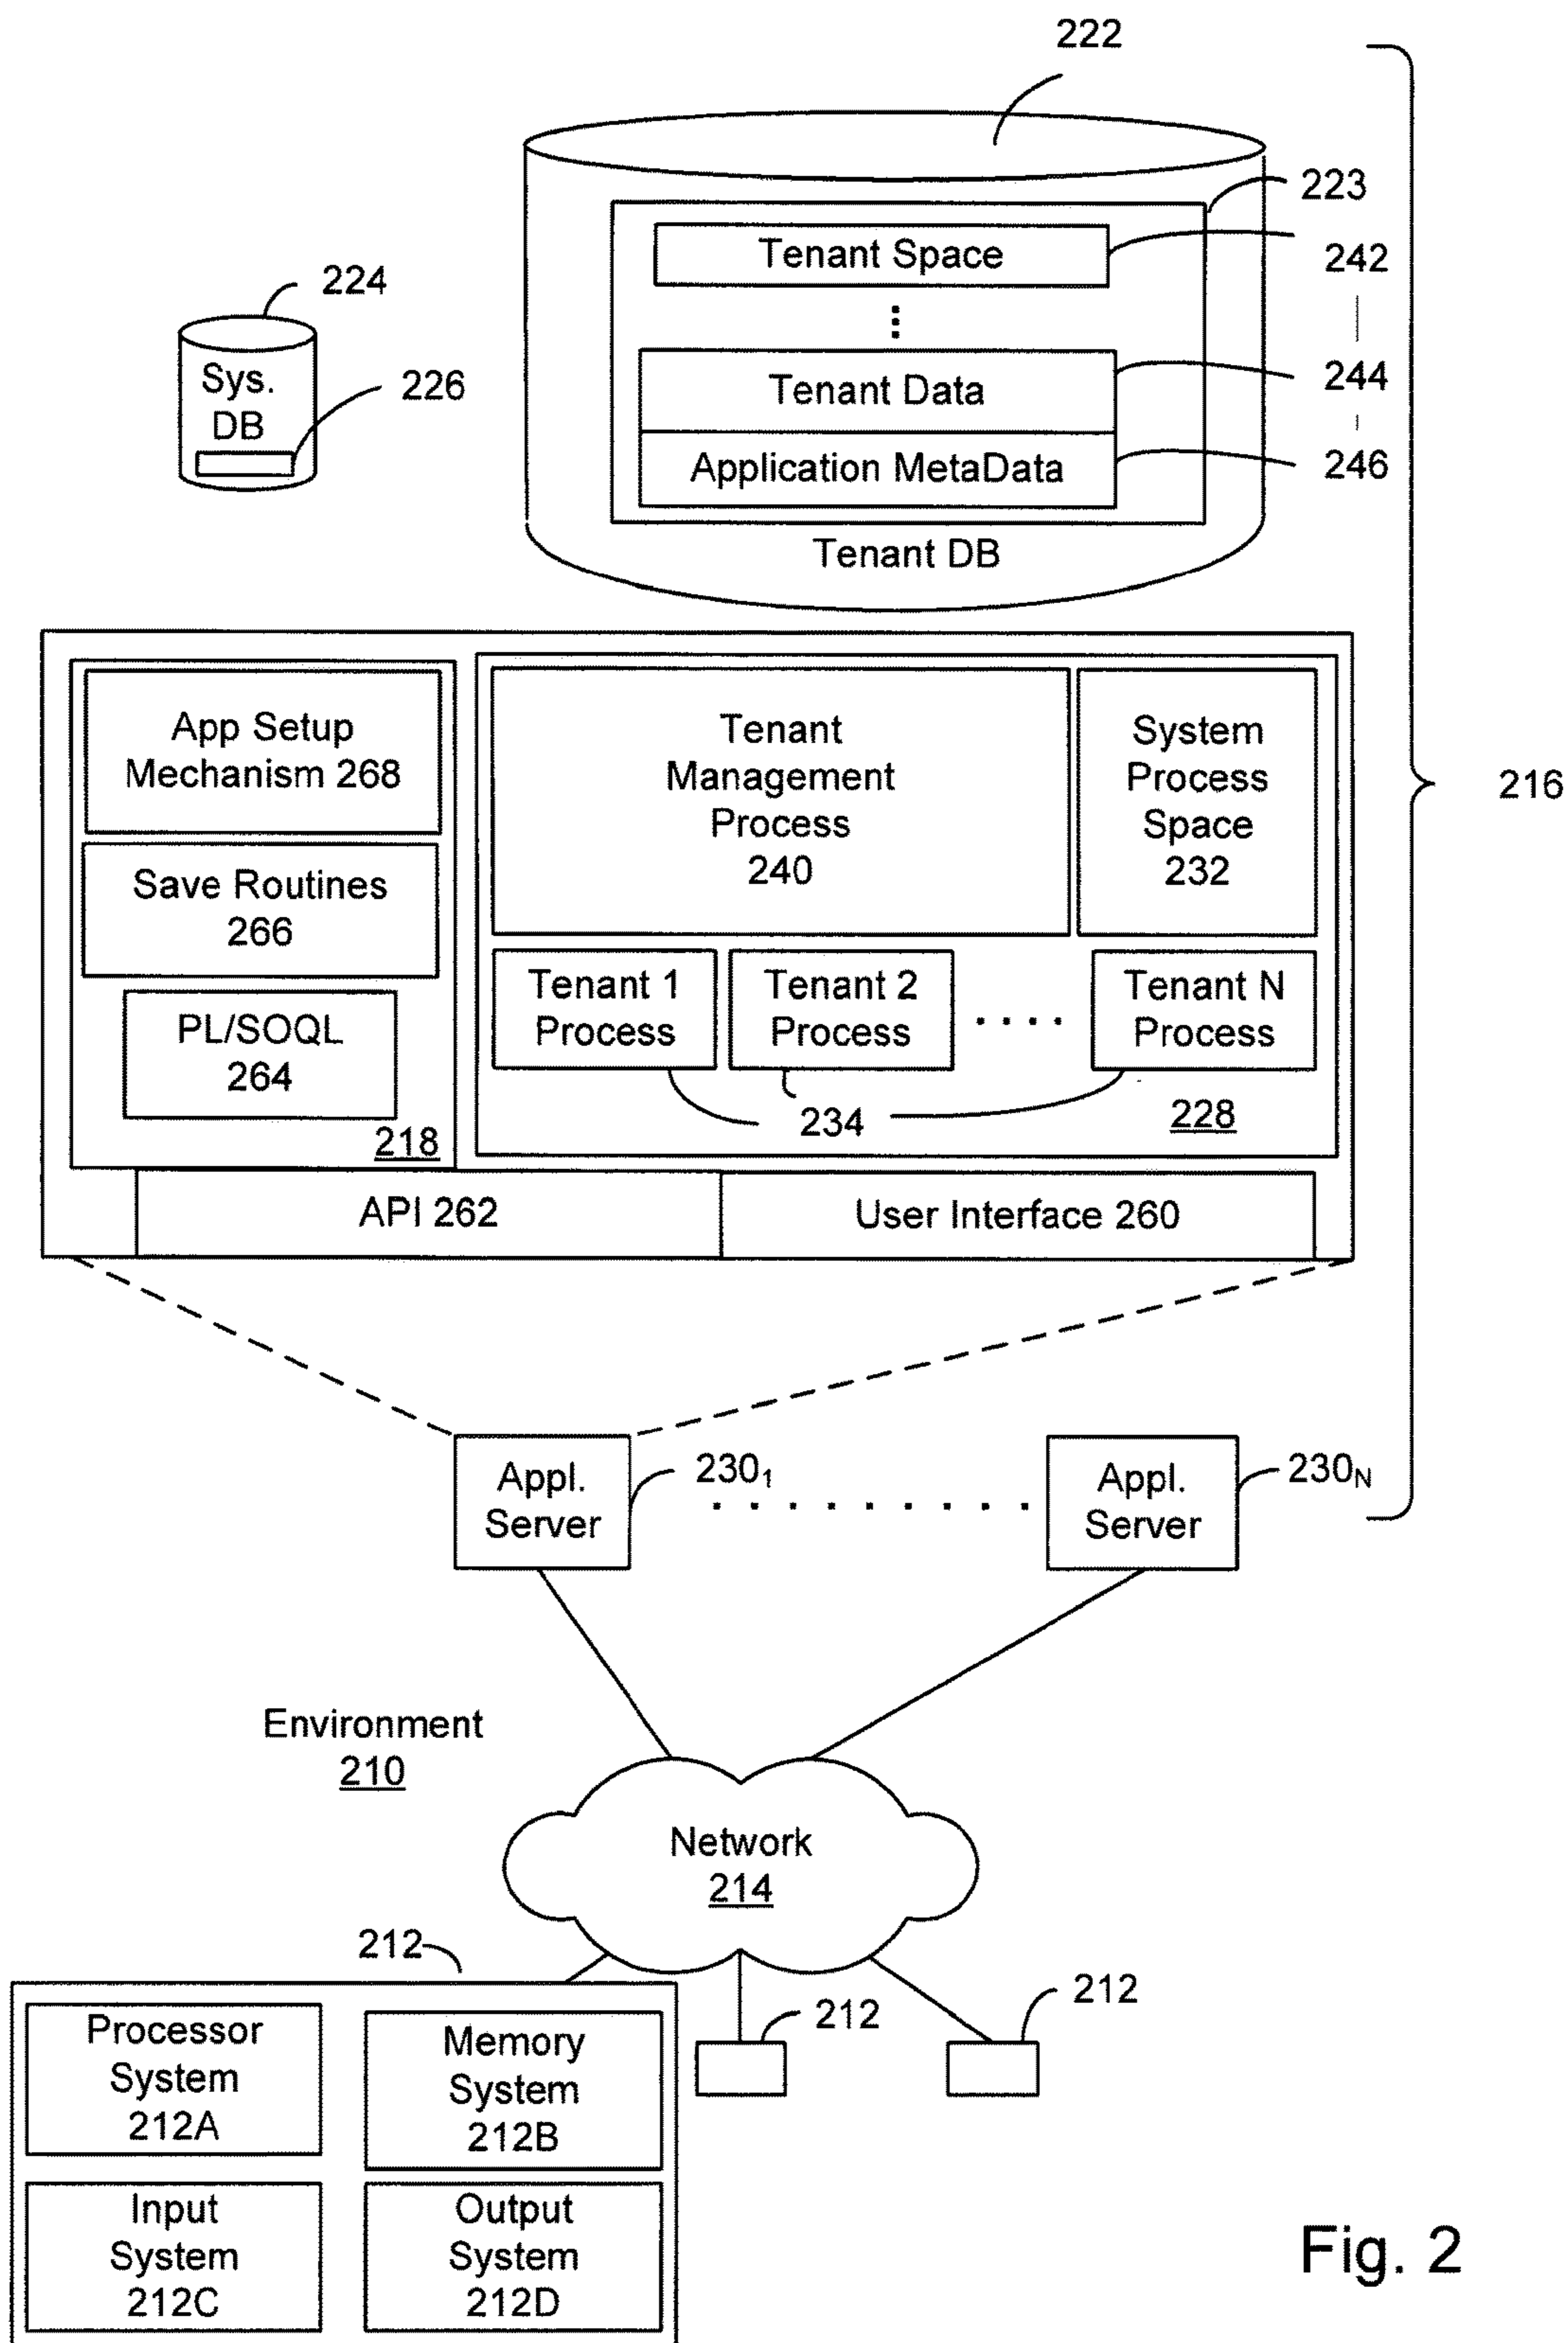 222
223
Tenant Space
242
224
Sys.
DB
226
Tenant Data
244
Application MetaData
246
Tenant DB
App Setup
Mechanism 268
Save Routines
266
PL/SOQL
264
218
Tenant
Management
Process
240
System
Process
Space
232
216
Tenant 1
Process
Tenant 2
Process
Tenant N
Process
234
228
API 262
User Interface 260
Appl.
Server
230₁
Appl.
Server
230N
Environment
210
Network
214
212
Processor
System
212A
Memory
System
212B
Input
System
212C
Output
System
212D
212
212
Fig. 2